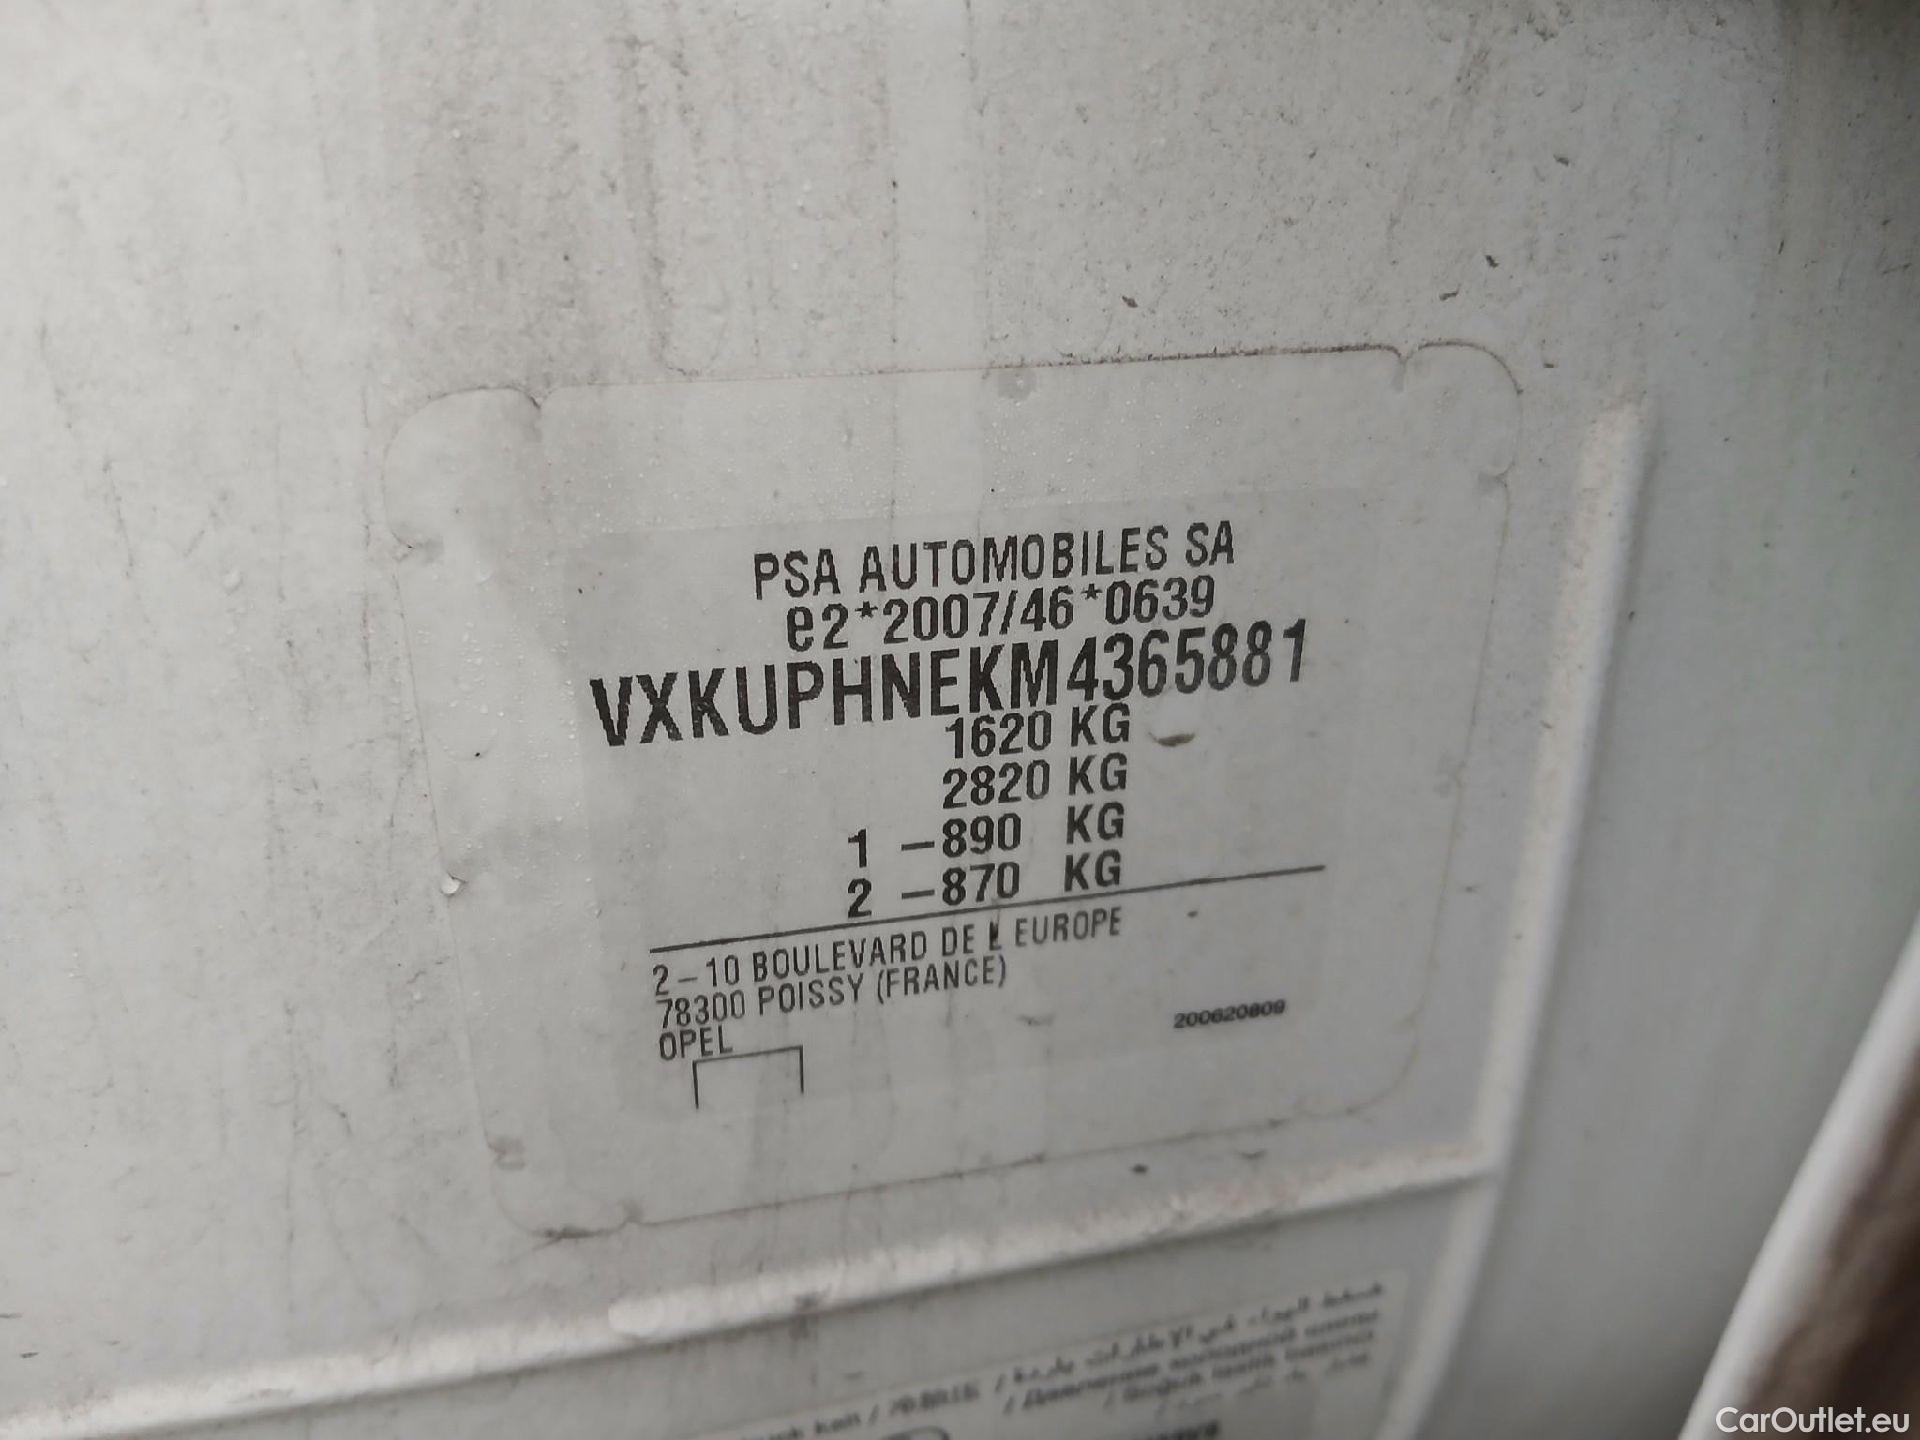 PSA AUTOMOBILES SA
e2*2007/46*0639
VXKUPHNEKM4365881
1620 KG
2820 KG
1 –890 KG
2 –870 KG
2–10 BOULEVARD DE L EUROPE
78300 POISSY (FRANCE)
OPEL
200620809
CarOutlet.eu